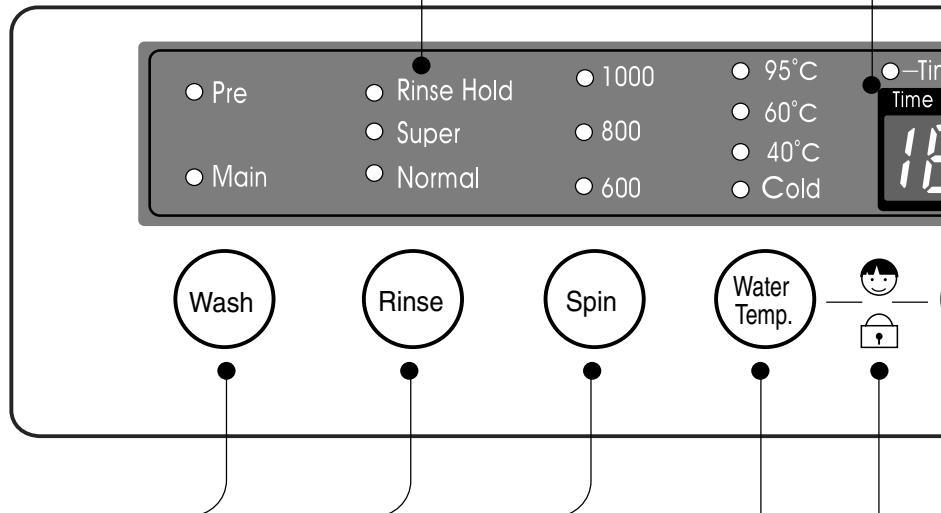 Pre
Main
Rinse Hold
Super
Normal
1000
800
600
95°C
60°C
40°C
Cold
Time
Wash
Rinse
Spin
Water
Temp.